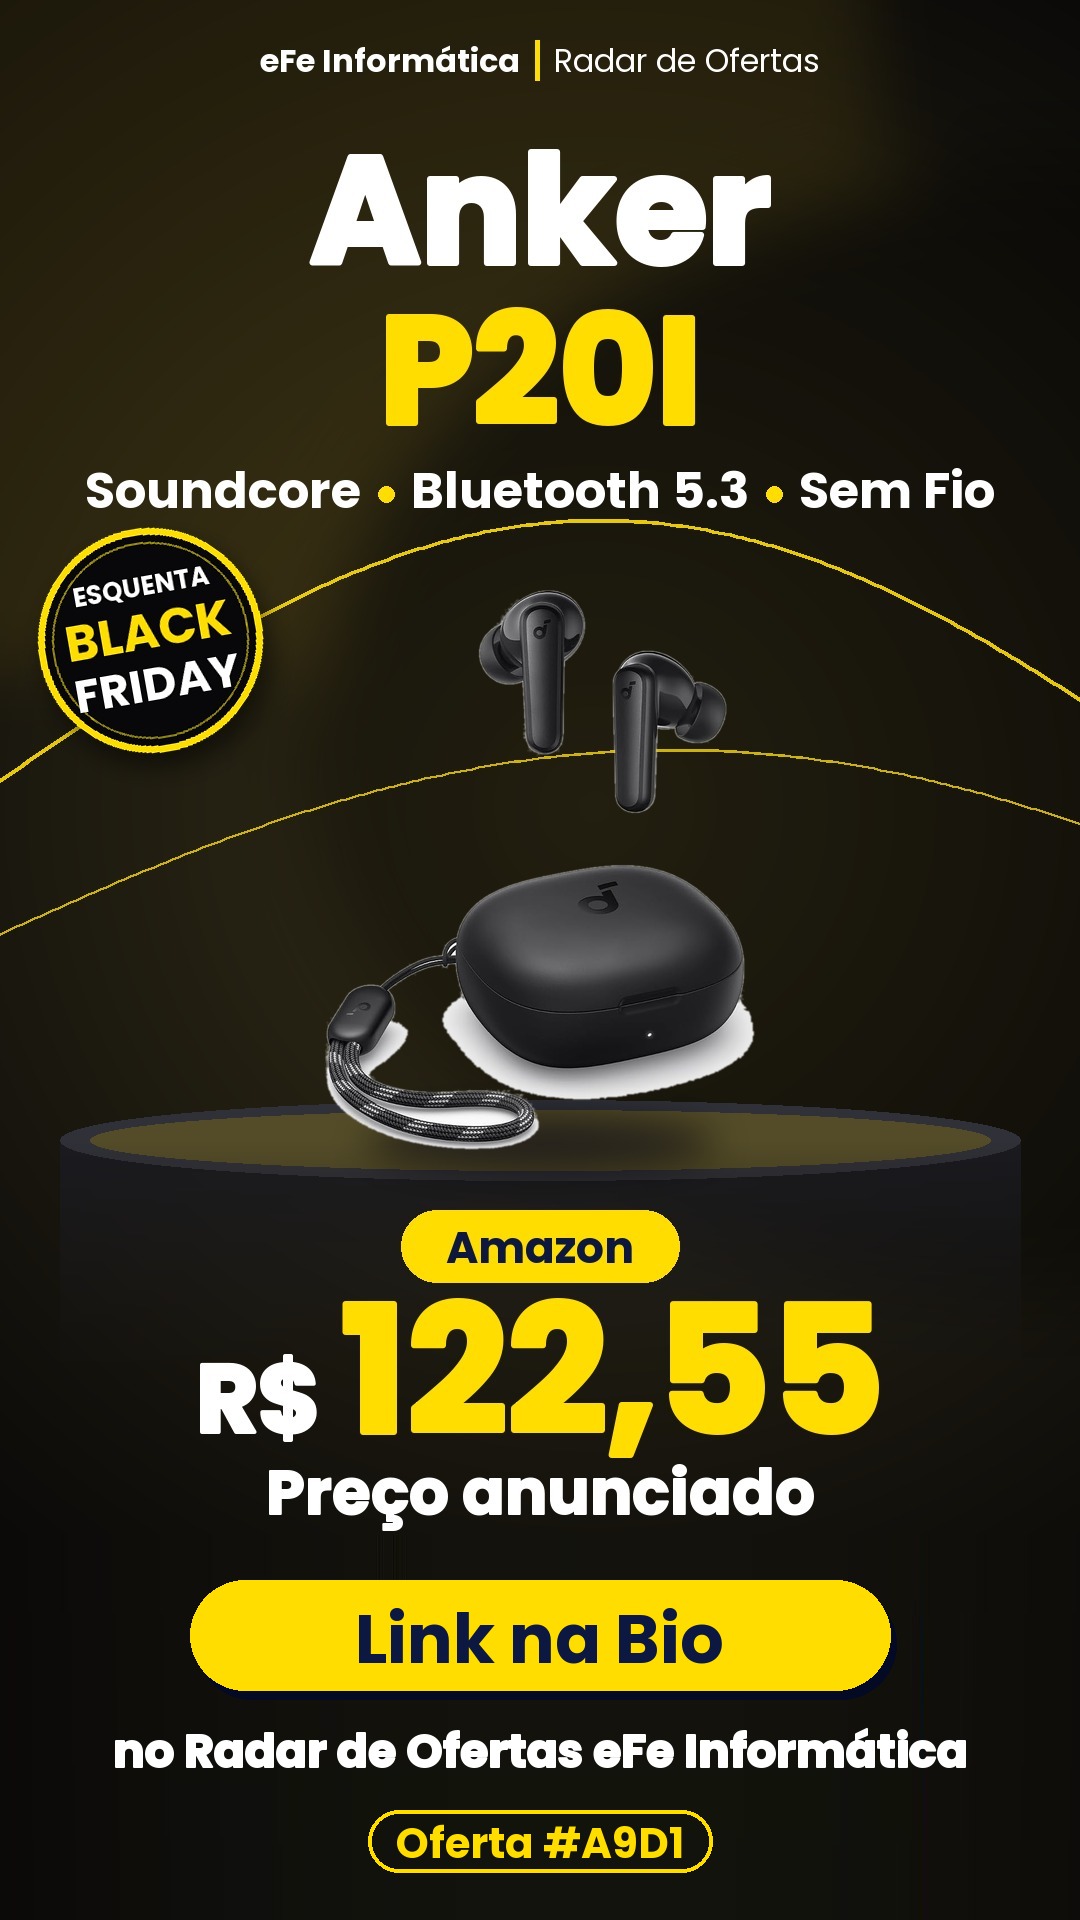 eFe Informática | Radar de Ofertas
Anker
P20I
Soundcore • Bluetooth 5.3 • Sem Fio
ESQUENTA
BLACK
FRIDAY
Amazon
R$ 122,55
Preço anunciado
Link na Bio
no Radar de Ofertas eFe Informática
Oferta #A9D1